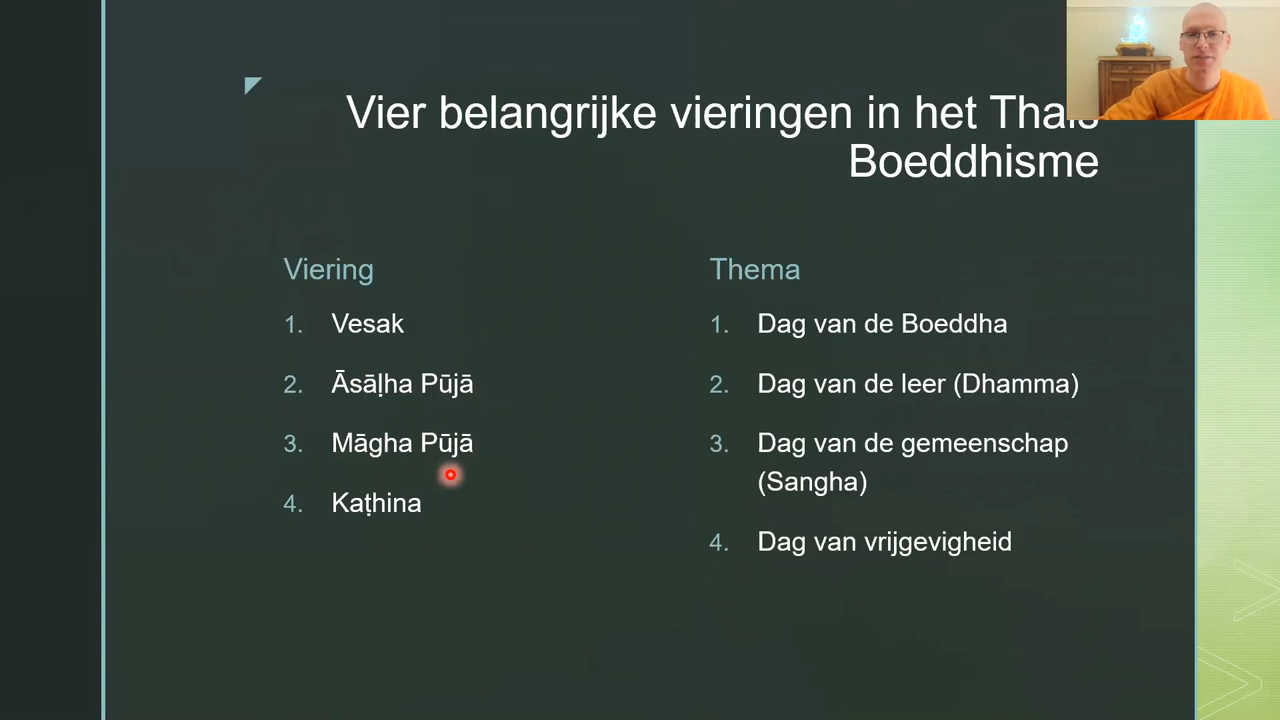 Vier belangrijke vieringen in het Thais
Boeddhisme
Viering
1. Vesak
2. Āsāḷha Pūjā
3. Māgha Pūjā
4. Kaṭhina
Thema
1. Dag van de Boeddha
2. Dag van de leer (Dhamma)
3. Dag van de gemeenschap
(Sangha)
4. Dag van vrijgevigheid